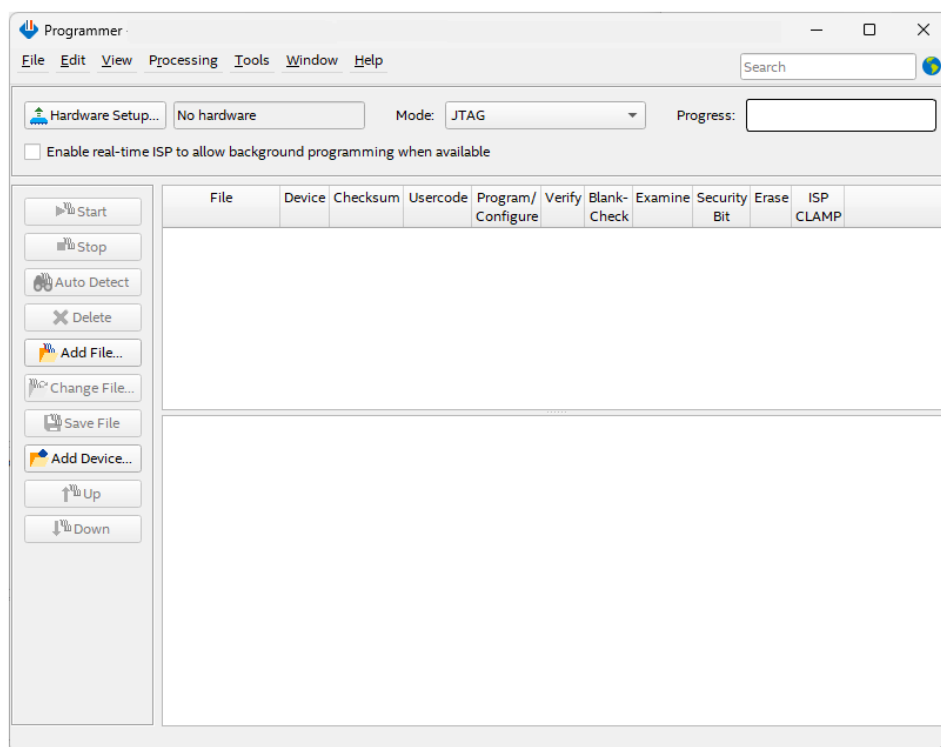 Programmer
File Edit View Processing Tools Window Help
Search
Hardware Setup... No hardware Mode: JTAG Progress:
Enable real-time ISP to allow background programming when available
File Device Checksum Usercode Program/ Verify Blank- Examine Security Erase ISP
Configure Check Bit CLAMP
Start
Stop
Auto Detect
Delete
Add File...
Change File...
Save File
Add Device...
Up
Down